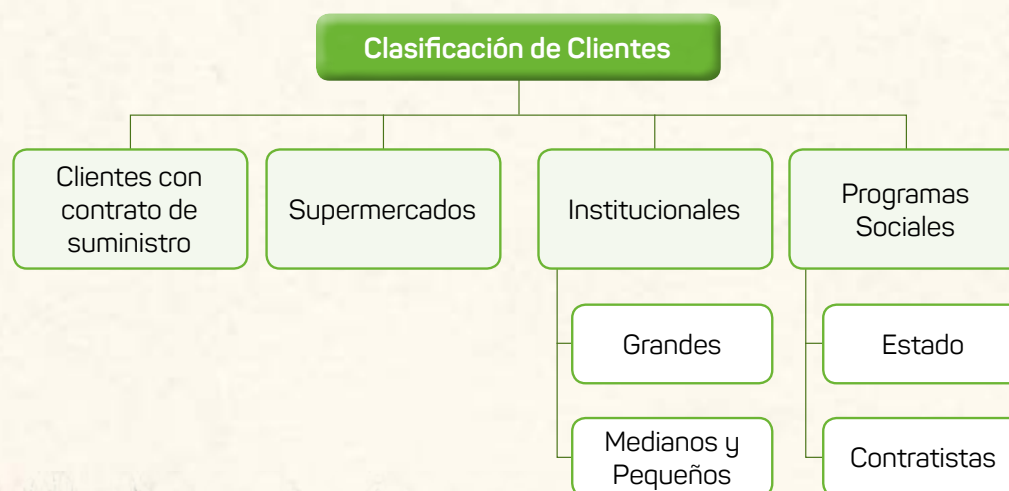 Clasificación de Clientes
Clientes con
contrato de
suministro
Supermercados
Institucionales
Programas
Sociales
Grandes
Estado
Medianos y
Pequeños
Contratistas